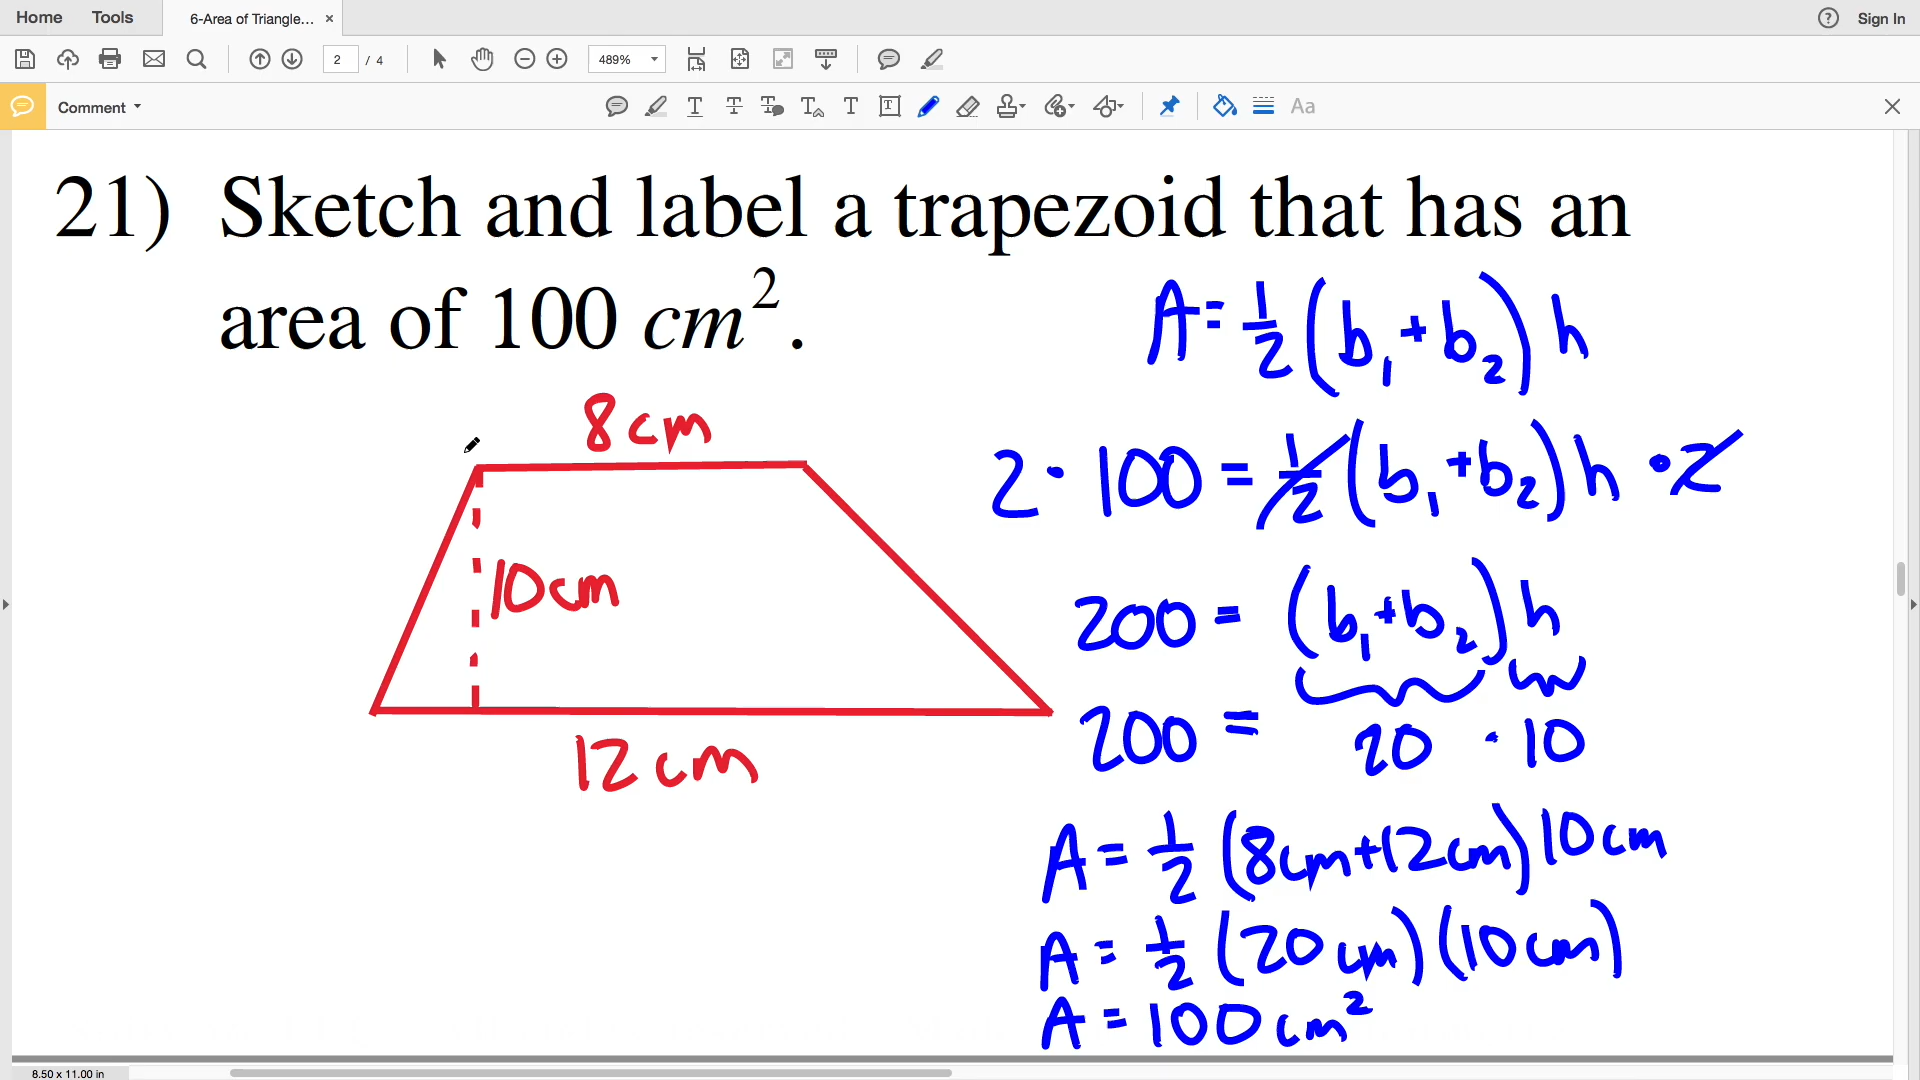 Home Tools 6-Area of Triangle... × ? Sign In
2 / 4 489%
Comment Aa
21) Sketch and label a trapezoid that has an
area of 100 cm².
A = 1/2 (b₁ + b₂) h
8 cm
2 · 100 = 1/2 (b₁ + b₂) h · 2
10 cm
200 = (b₁ + b₂) h
200 = 20 · 10
12 cm
A = 1/2 (8cm + 12cm) 10cm
A = 1/2 (20 cm) (10 cm)
A = 100 cm²
8.50 x 11.00 in